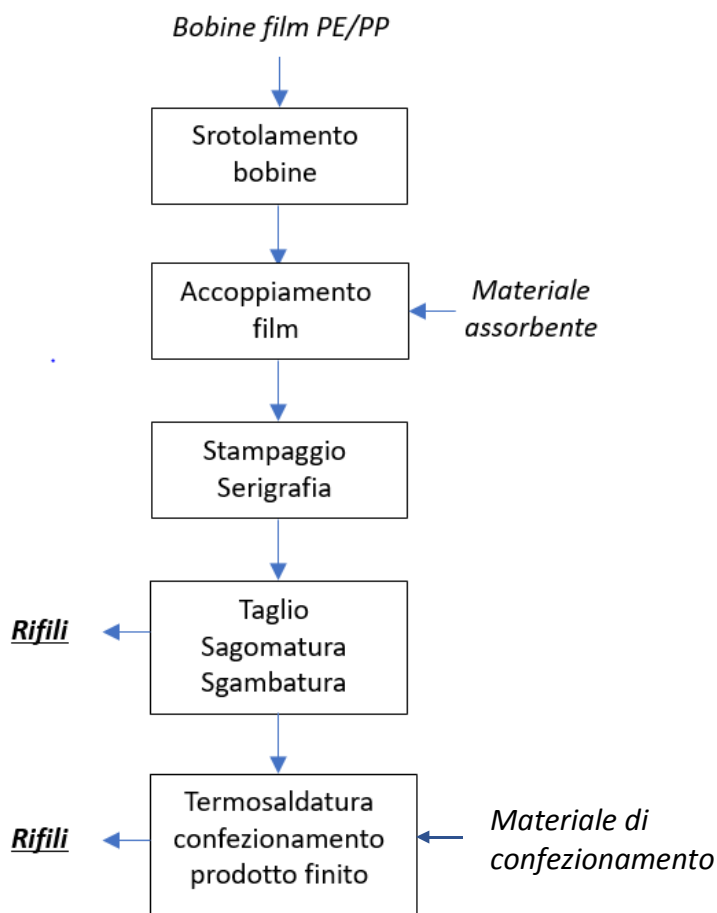 Bobine film PE/PP
Srotolamento
bobine
Accoppiamento
film
Materiale
assorbente
Stampaggio
Serigrafia
Rifili
Taglio
Sagomatura
Sgambatura
Rifili
Termosaldatura
confezionamento
prodotto finito
Materiale di
confezionamento